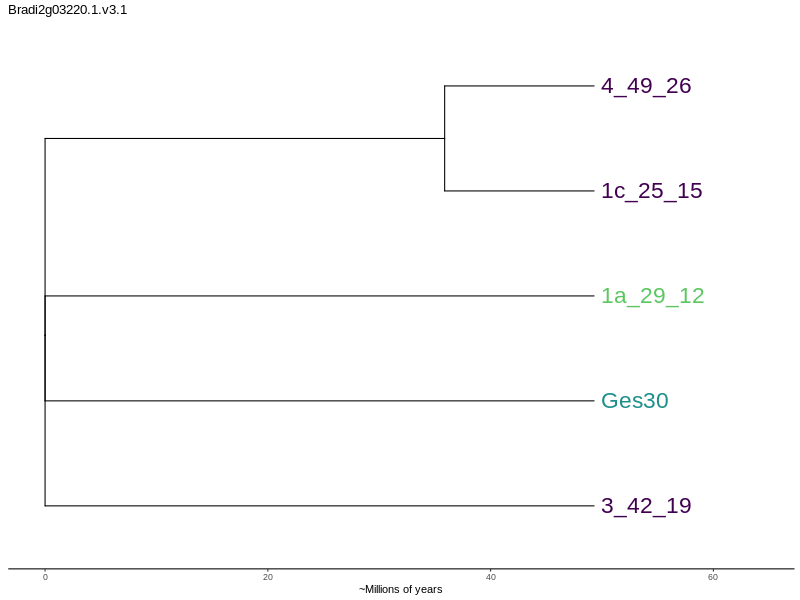 Bradi2g03220.1.v3.1
4_49_26
1c_25_15
1a_29_12
Ges30
3_42_19
0 20 40 60
~Millions of years